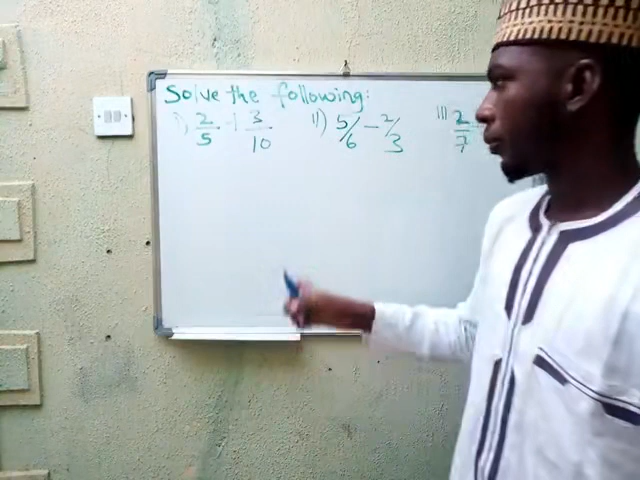 Solve the following:
i) 2/5 + 3/10 ii) 5/6 - 2/3 III 2/7